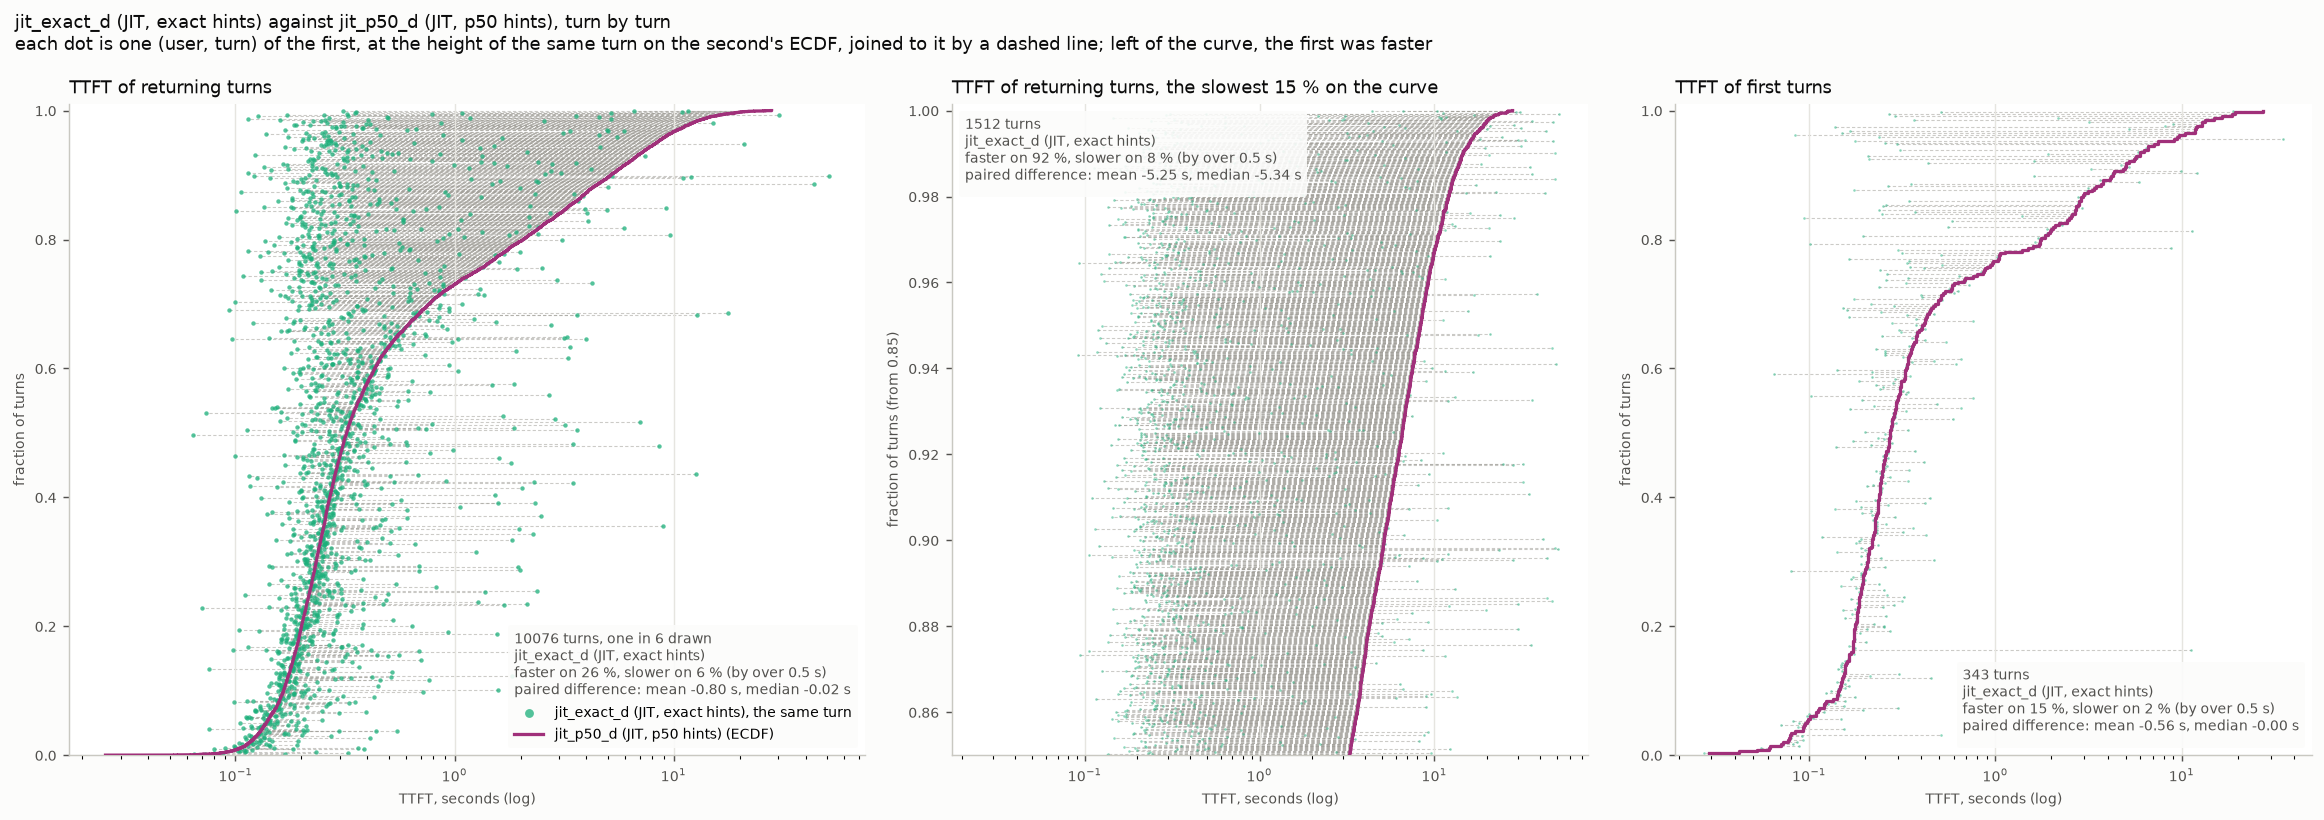 jit_exact_d (JIT, exact hints) against jit_p50_d (JIT, p50 hints), turn by turn
each dot is one (user, turn) of the first, at the height of the same turn on the second's ECDF, joined to it by a dashed line; left of the curve, the first was faster
TTFT of returning turns
1.0
0.8
0.6
0.4
0.2
0.0
fraction of turns
10076 turns, one in 6 drawn
jit_exact_d (JIT, exact hints)
faster on 26 %, slower on 6 % (by over 0.5 s)
paired difference: mean -0.80 s, median -0.02 s
jit_exact_d (JIT, exact hints), the same turn
jit_p50_d (JIT, p50 hints) (ECDF)
10⁻¹ 10⁰ 10¹
TTFT, seconds (log)
TTFT of returning turns, the slowest 15 % on the curve
1512 turns
jit_exact_d (JIT, exact hints)
faster on 92 %, slower on 8 % (by over 0.5 s)
paired difference: mean -5.25 s, median -5.34 s
1.00
0.98
0.96
0.94
0.92
0.90
0.88
0.86
fraction of turns (from 0.85)
10⁻¹ 10⁰ 10¹
TTFT, seconds (log)
TTFT of first turns
1.0
0.8
0.6
0.4
0.2
0.0
fraction of turns
343 turns
jit_exact_d (JIT, exact hints)
faster on 15 %, slower on 2 % (by over 0.5 s)
paired difference: mean -0.56 s, median -0.00 s
10⁻¹ 10⁰ 10¹
TTFT, seconds (log)